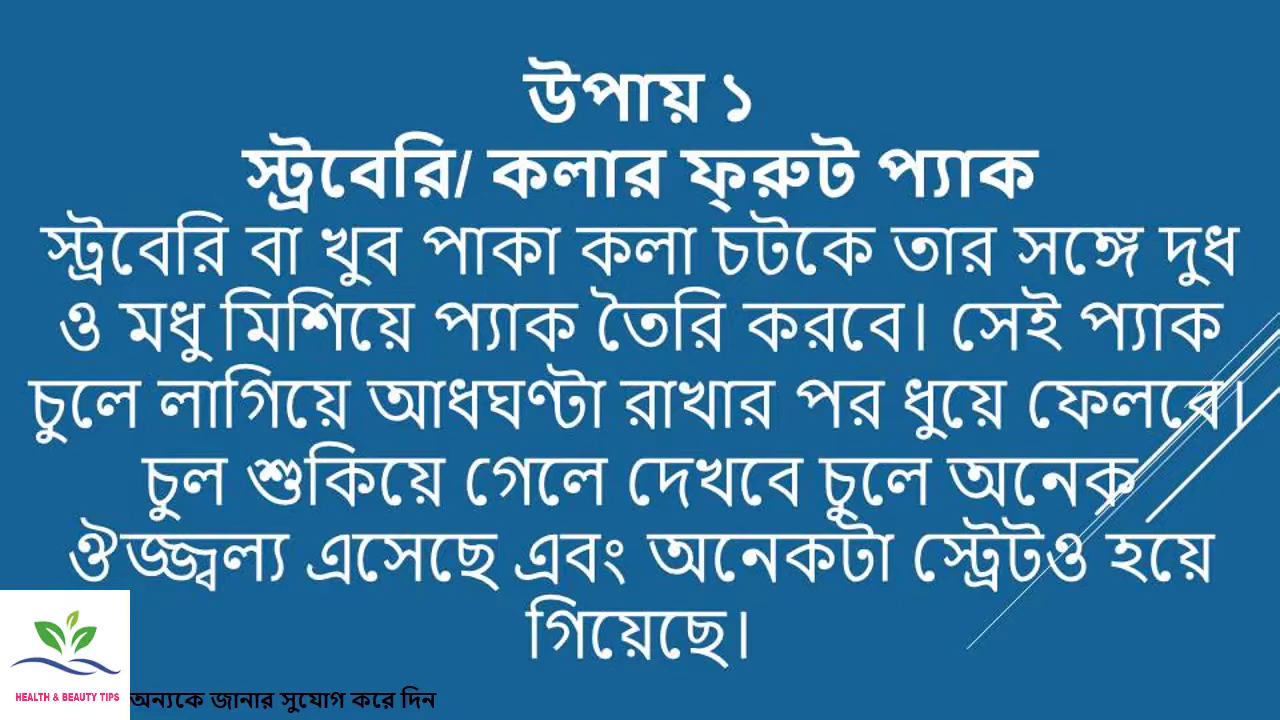 উপায় ১
স্ট্রবেরি/ কলার ফ্রুট প্যাক
স্ট্রবেরি বা খুব পাকা কলা চটকে তার সঙ্গে দুধ
ও মধু মিশিয়ে প্যাক তৈরি করবে। সেই প্যাক
চুলে লাগিয়ে আধঘণ্টা রাখার পর ধুয়ে ফেলবে।
চুল শুকিয়ে গেলে দেখবে চুলে অনেক
ঔজ্জ্বল্য এসেছে এবং অনেকটা স্ট্রেটও হয়ে
গিয়েছে।
HEALTH & BEAUTY TIPS
অন্যকে জানার সুযোগ করে দিন